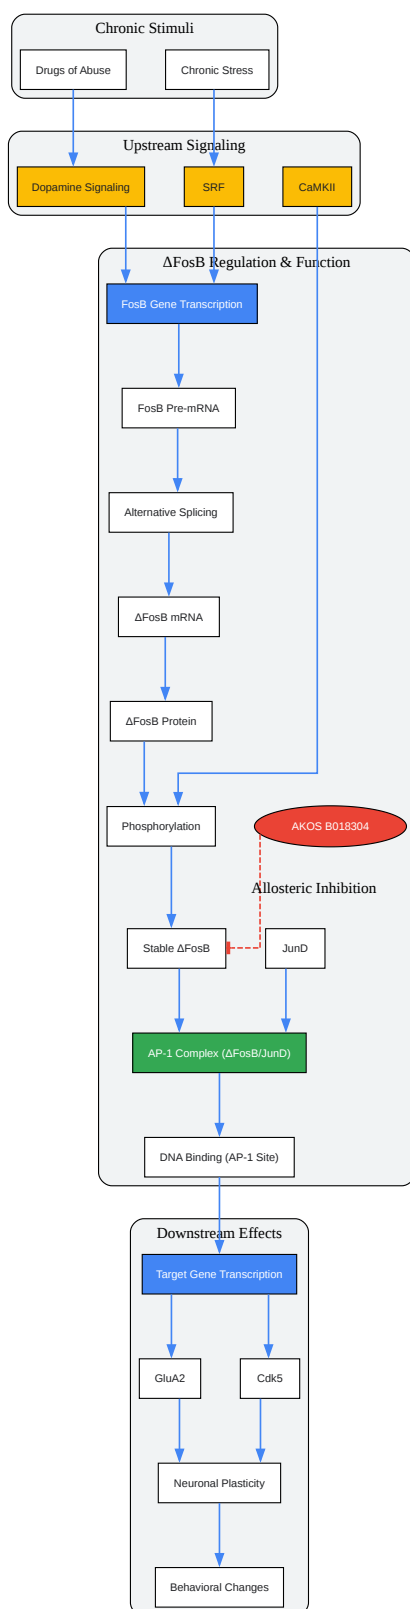 Chronic Stimuli
Drugs of Abuse
Chronic Stress
Upstream Signaling
Dopamine Signaling
SRF
CaMKII
ΔFosB Regulation & Function
FosB Gene Transcription
FosB Pre-mRNA
Alternative Splicing
ΔFosB mRNA
ΔFosB Protein
Phosphorylation
AKOS B018304
Allosteric Inhibition
Stable ΔFosB
JunD
AP-1 Complex (ΔFosB/JunD)
DNA Binding (AP-1 Site)
Downstream Effects
Target Gene Transcription
GluA2
Cdk5
Neuronal Plasticity
Behavioral Changes